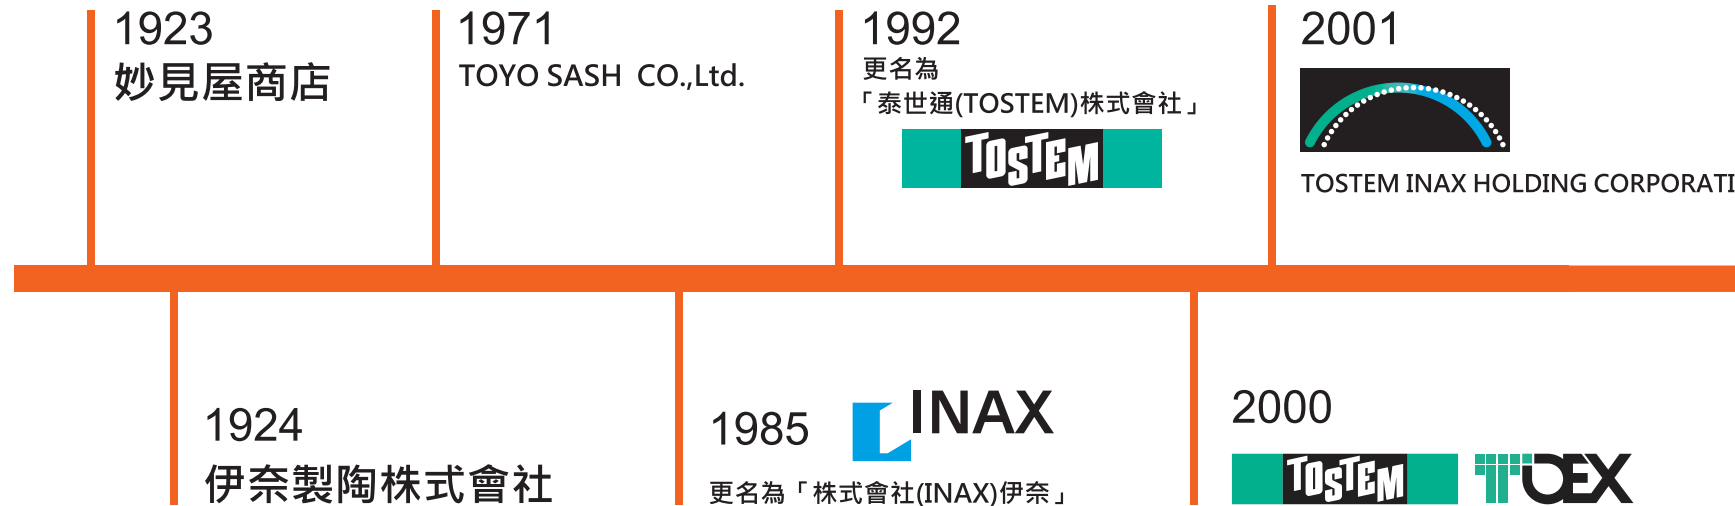 1923
妙見屋商店
1971
TOYO SASH CO.,Ltd.
1992
更名為
「泰世通(TOSTEM)株式會社」
TOSTEM
2001
TOSTEM INAX HOLDING CORPORATI
1924
伊奈製陶株式會社
1985
INAX
更名為「株式會社(INAX)伊奈」
2000
TOSTEM
TOEX